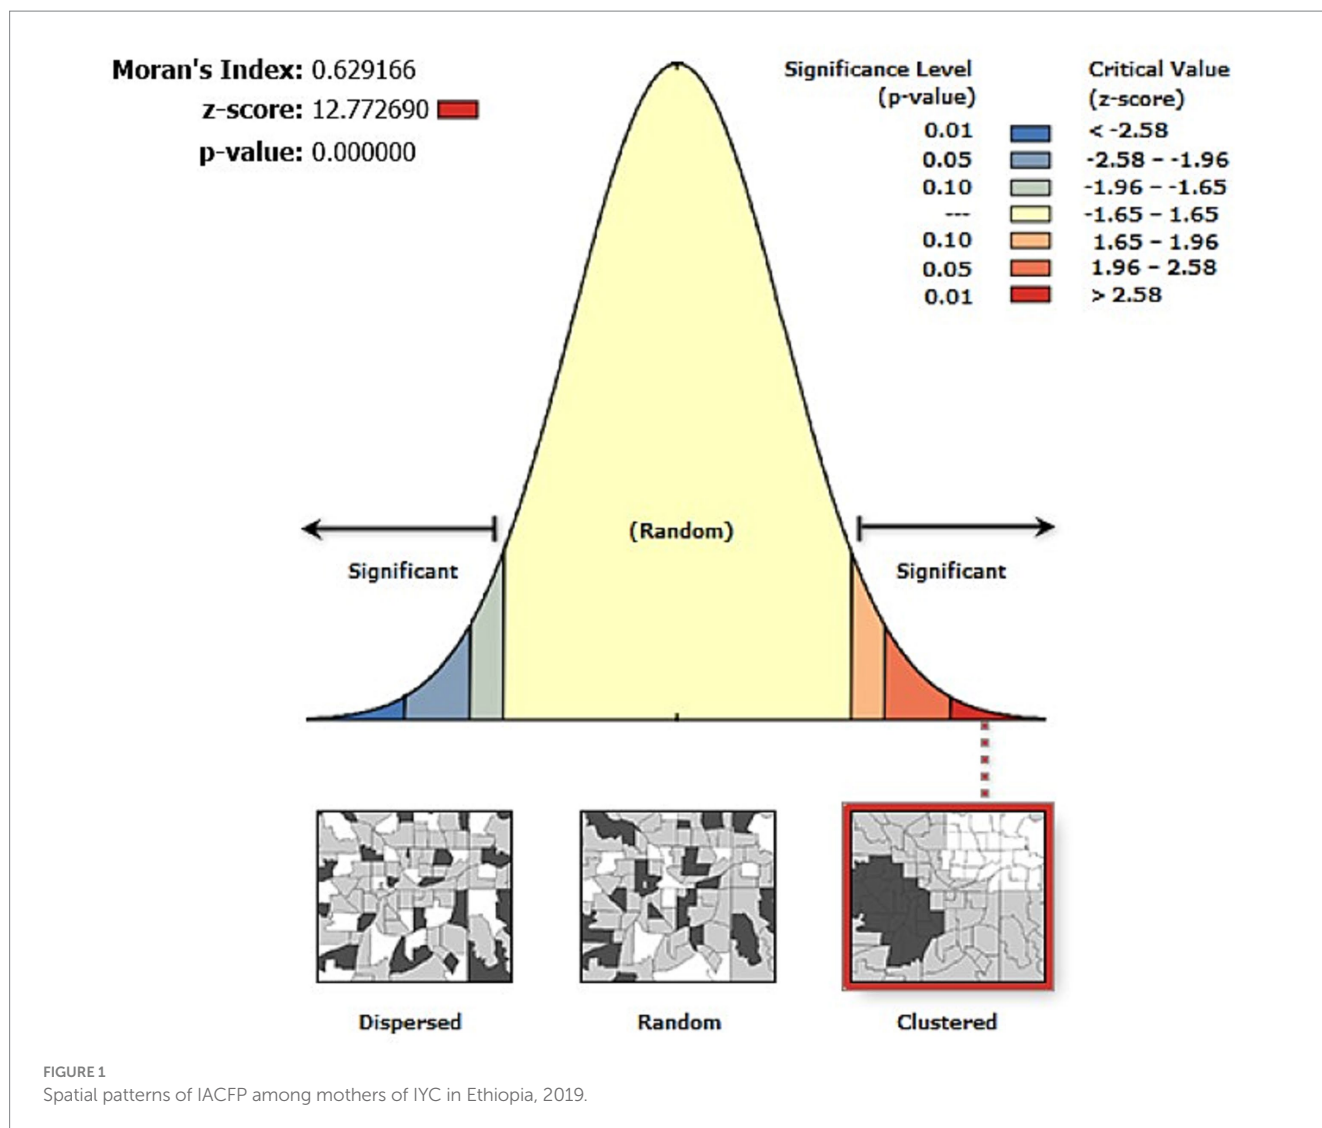 Moran's Index: 0.629166
z-score: 12.772690
p-value: 0.000000
Significance Level
(p-value)
Critical Value
(z-score)
0.01 < -2.58
0.05 -2.58 – -1.96
0.10 -1.96 – -1.65
--- -1.65 – 1.65
0.10 1.65 – 1.96
0.05 1.96 – 2.58
0.01 > 2.58
(Random)
Significant
Significant
Dispersed
Random
Clustered
FIGURE 1
Spatial patterns of IACFP among mothers of IYC in Ethiopia, 2019.